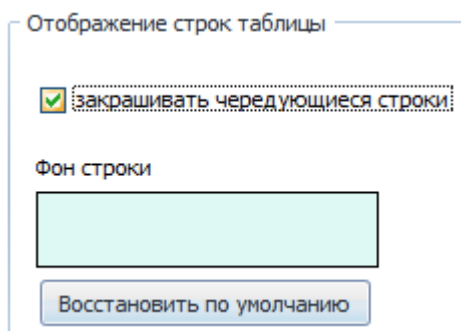 Отображение строк таблицы
закрашивать чередующиеся строки
Фон строки
Восстановить по умолчанию